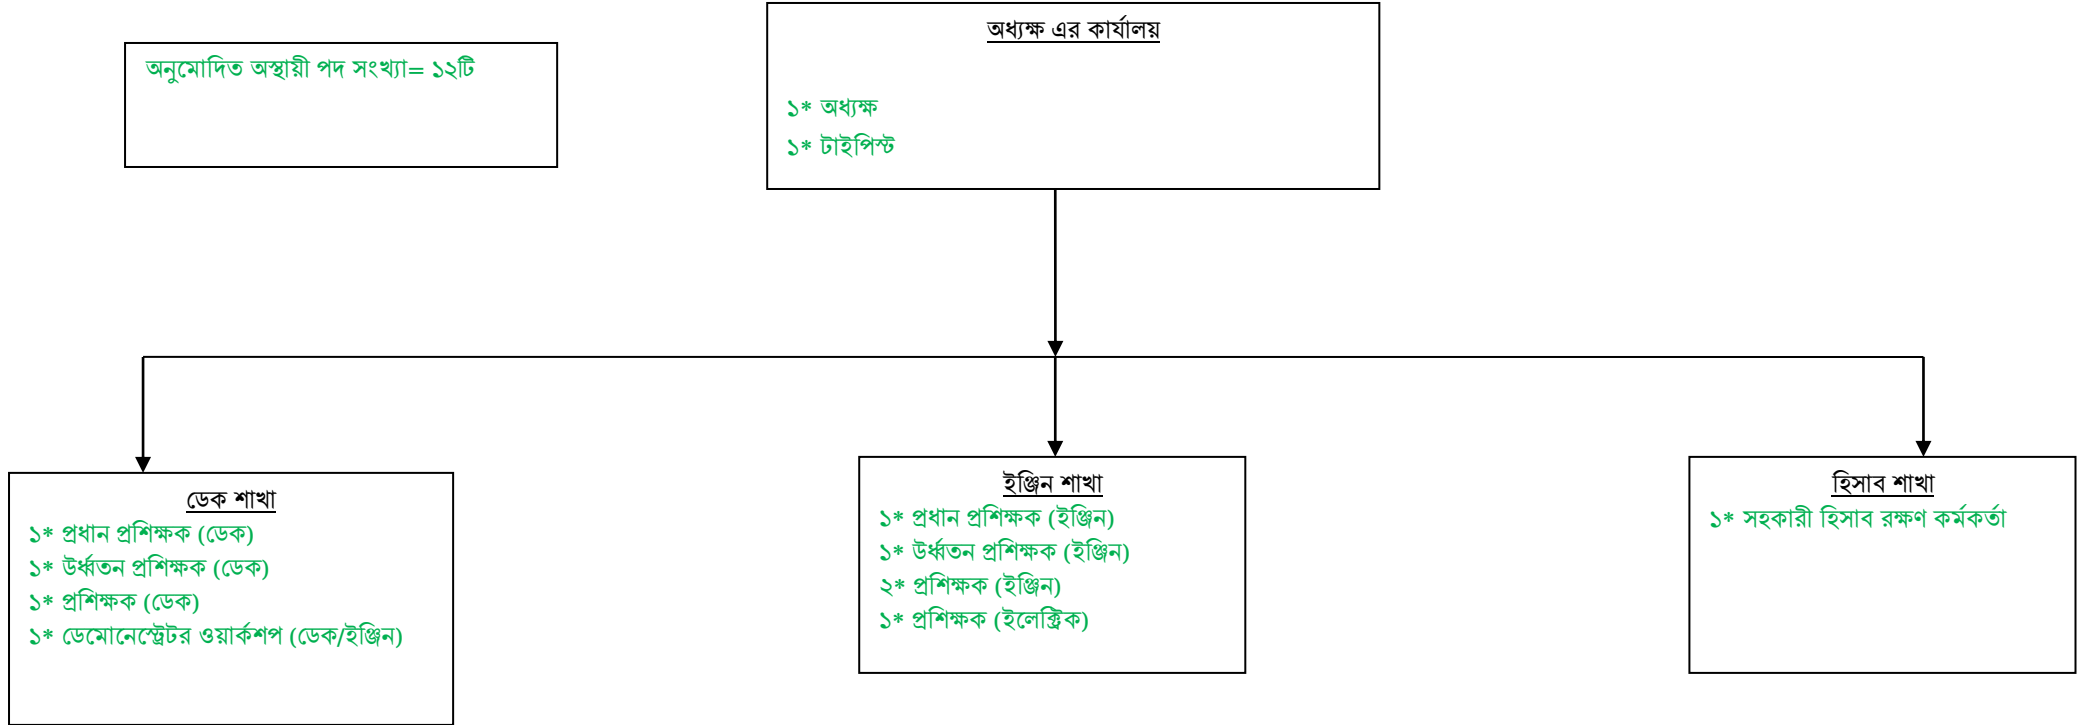 অধ্যক্ষ এর কার্যালয়
অনুমোদিত অস্থায়ী পদ সংখ্যা= ১২টি
১* অধ্যক্ষ
১* টাইপিস্ট
ডেক শাখা
১* প্রধান প্রশিক্ষক (ডেক)
১* উর্ধ্বতন প্রশিক্ষক (ডেক)
১* প্রশিক্ষক (ডেক)
১* ডেমোনেস্ট্রেটর ওয়ার্কশপ (ডেক/ইঞ্জিন)
ইঞ্জিন শাখা
১* প্রধান প্রশিক্ষক (ইঞ্জিন)
১* উর্ধ্বতন প্রশিক্ষক (ইঞ্জিন)
২* প্রশিক্ষক (ইঞ্জিন)
১* প্রশিক্ষক (ইলেক্ট্রিক)
হিসাব শাখা
১* সহকারী হিসাব রক্ষণ কর্মকর্তা